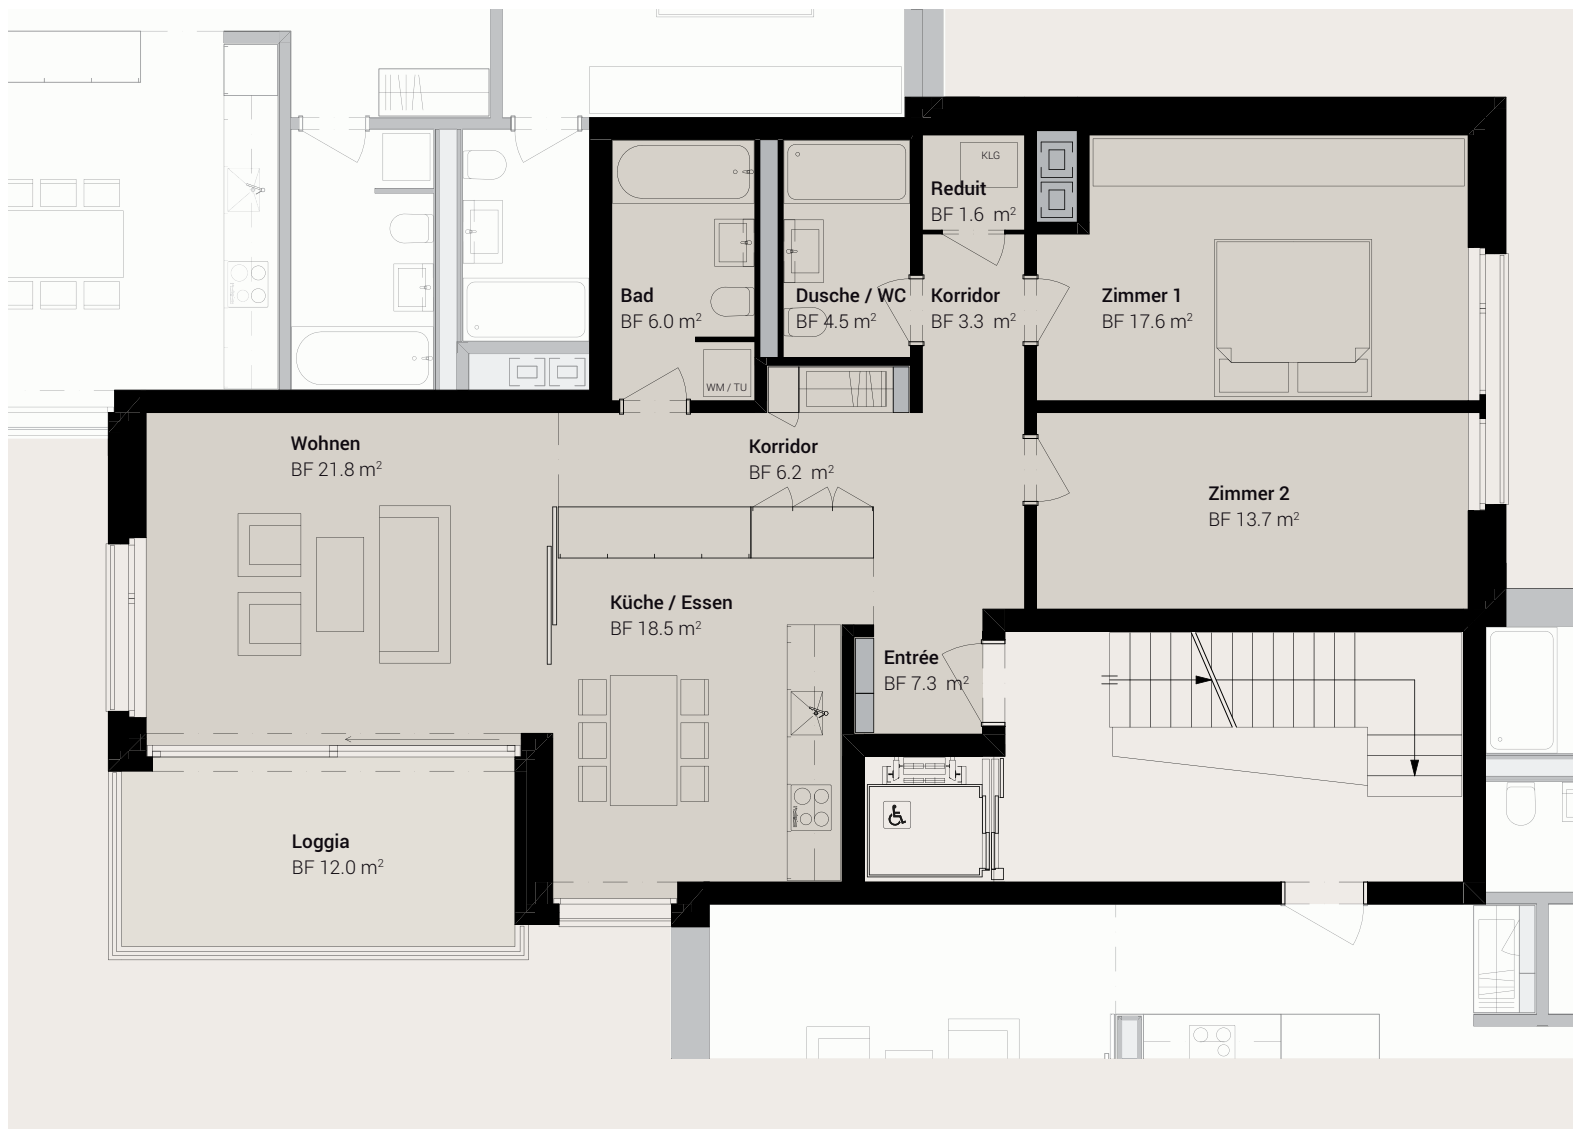 KLG
Reduit
BF 1.6 m²
Bad
BF 6.0 m²
Dusche / WC
BF 4.5 m²
Korridor
BF 3.3 m²
Zimmer 1
BF 17.6 m²
WM / TU
Wohnen
BF 21.8 m²
Korridor
BF 6.2 m²
Zimmer 2
BF 13.7 m²
Küche / Essen
BF 18.5 m²
Entrée
BF 7.3 m²
Loggia
BF 12.0 m²